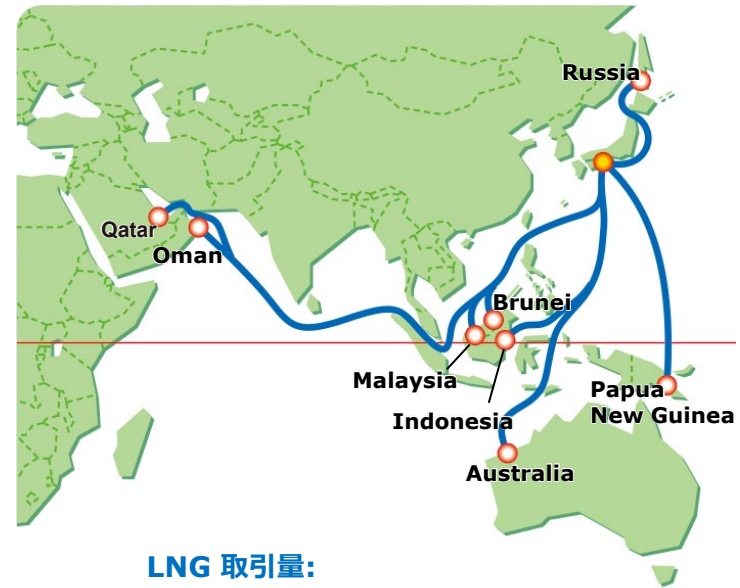 Russia
Qatar
Oman
Brunei
Malaysia
Indonesia
Papua
New Guinea
Australia
LNG 取引量: